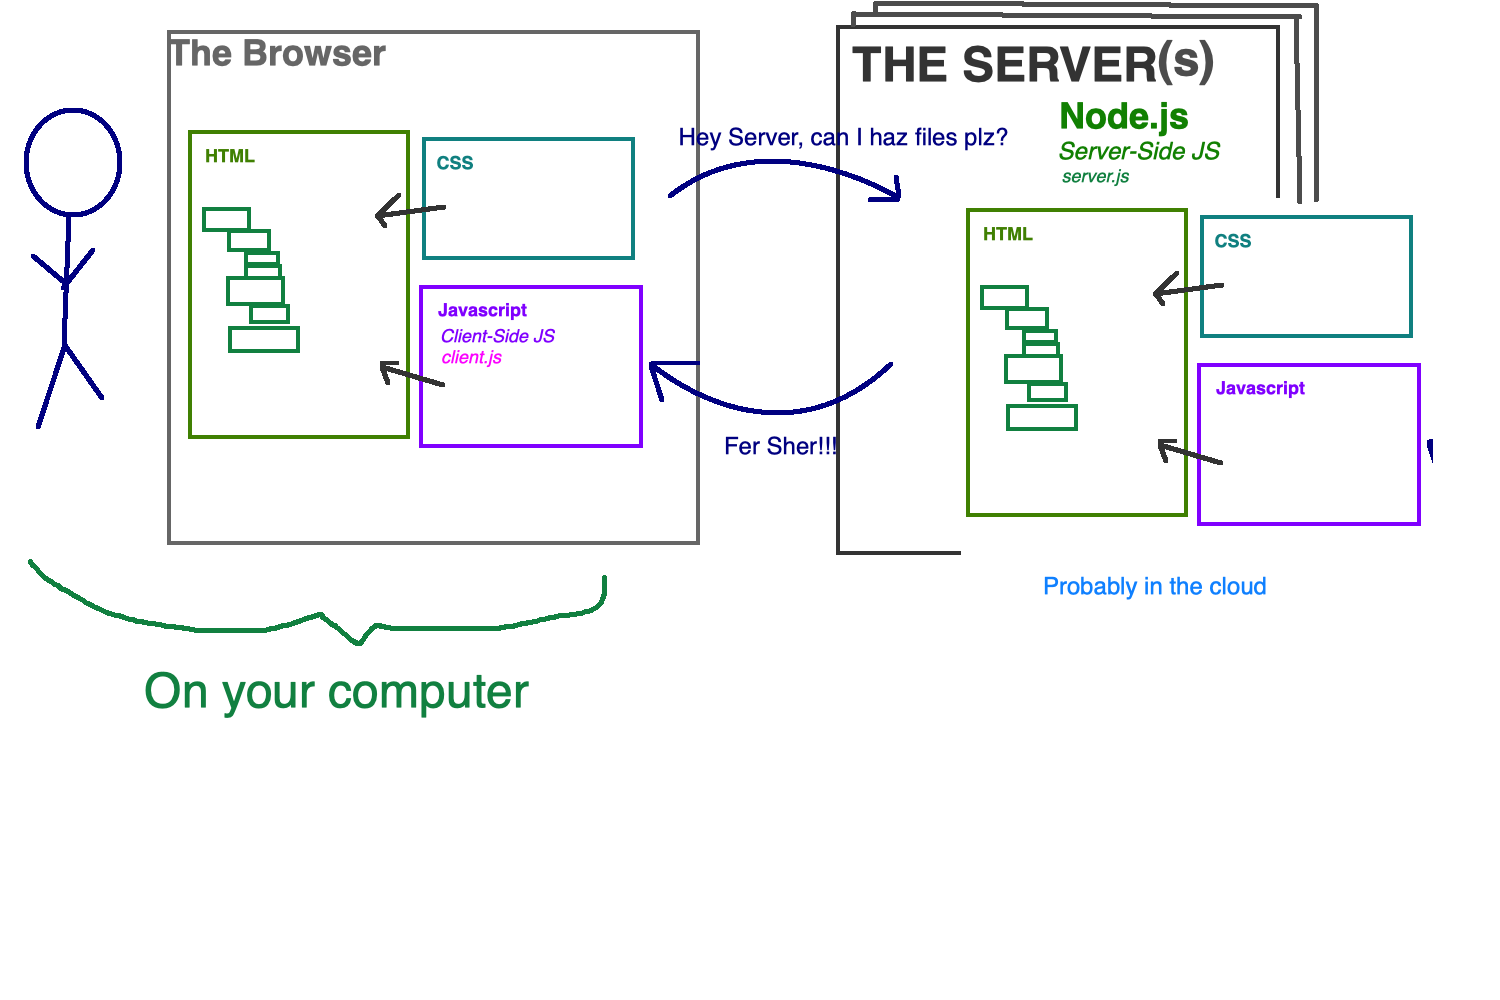 The Browser
HTML
CSS
Javascript
Client-Side JS
client.js
On your computer
Hey Server, can I haz files plz?
Fer Sher!!!
THE SERVER(s)
Node.js
Server-Side JS
server.js
HTML
CSS
Javascript
Probably in the cloud